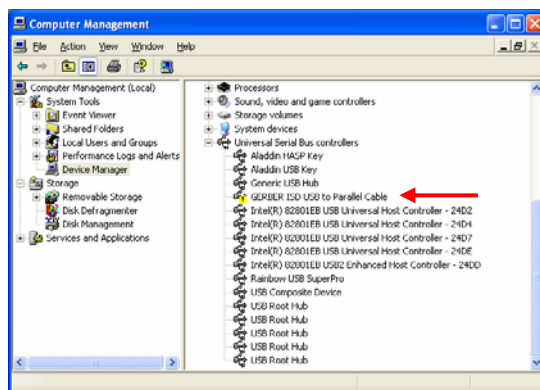 Computer Management
File Action View Window Help
Computer Management (Local)
System Tools
Event Viewer
Shared Folders
Local Users and Groups
Performance Logs and Alerts
Device Manager
Storage
Removable Storage
Disk Defragmenter
Disk Management
Services and Applications
Processors
Sound, video and game controllers
Storage volumes
System devices
Universal Serial Bus controllers
Aladdin HASP Key
Aladdin USB Key
Generic USB Hub
GERBER ISD USB to Parallel Cable
Intel(R) 82801EB USB Universal Host Controller - 24D2
Intel(R) 82801EB USB Universal Host Controller - 24D4
Intel(R) 82801EB USB Universal Host Controller - 24D7
Intel(R) 82801EB USB Universal Host Controller - 24DE
Intel(R) 82801EB USB2 Enhanced Host Controller - 24DD
Rainbow USB SuperPro
USB Composite Device
USB Root Hub
USB Root Hub
USB Root Hub
USB Root Hub
USB Root Hub